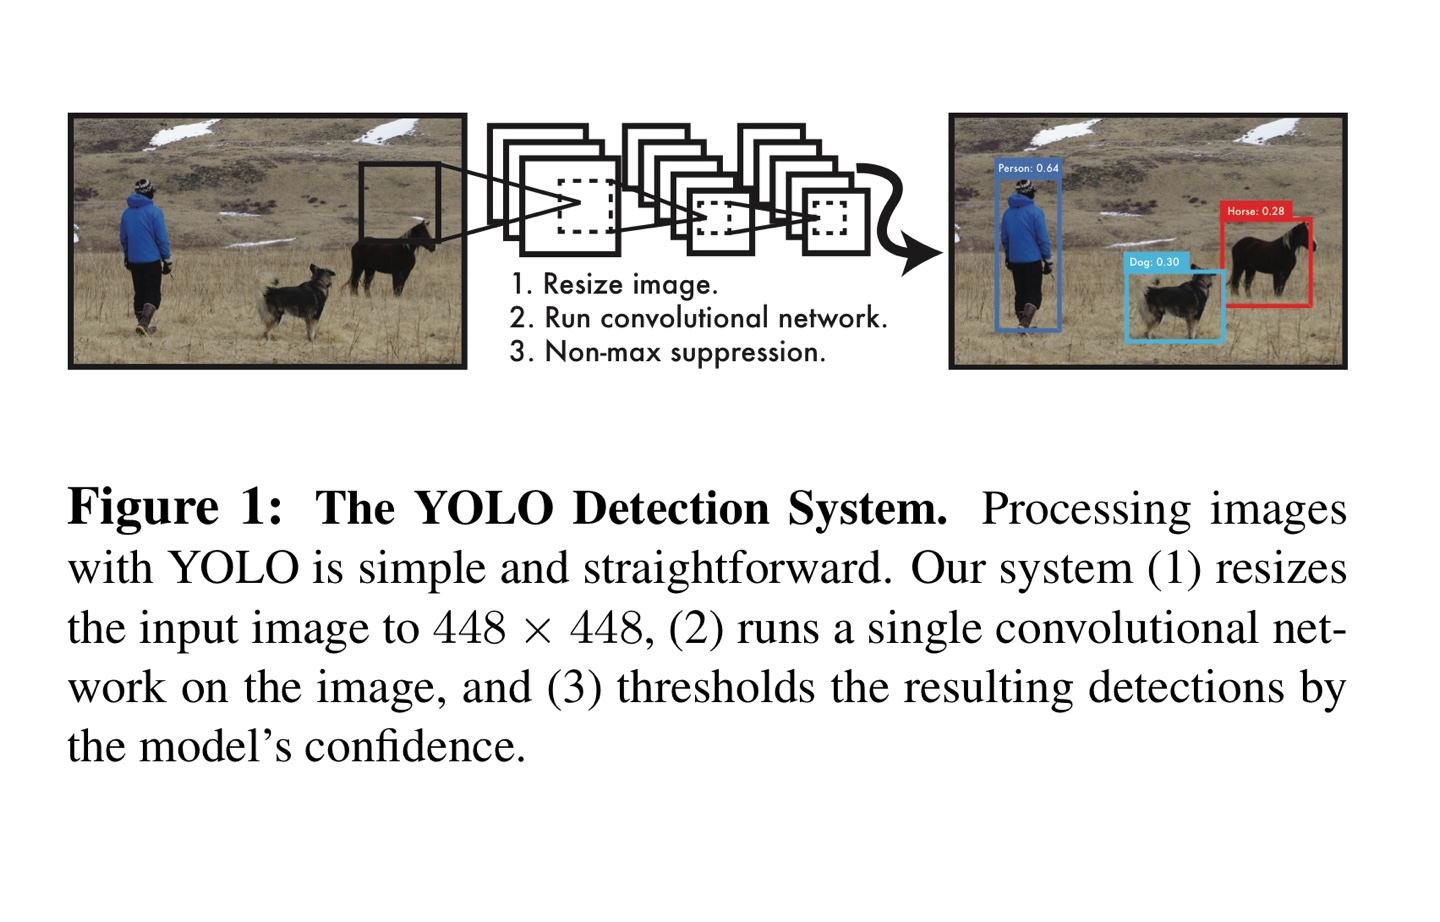 Person: 0.64
Horse: 0.28
Dog: 0.30
1. Resize image.
2. Run convolutional network.
3. Non-max suppression.
Figure 1: The YOLO Detection System. Processing images
with YOLO is simple and straightforward. Our system (1) resizes
the input image to 448 × 448, (2) runs a single convolutional net-
work on the image, and (3) thresholds the resulting detections by
the model's confidence.